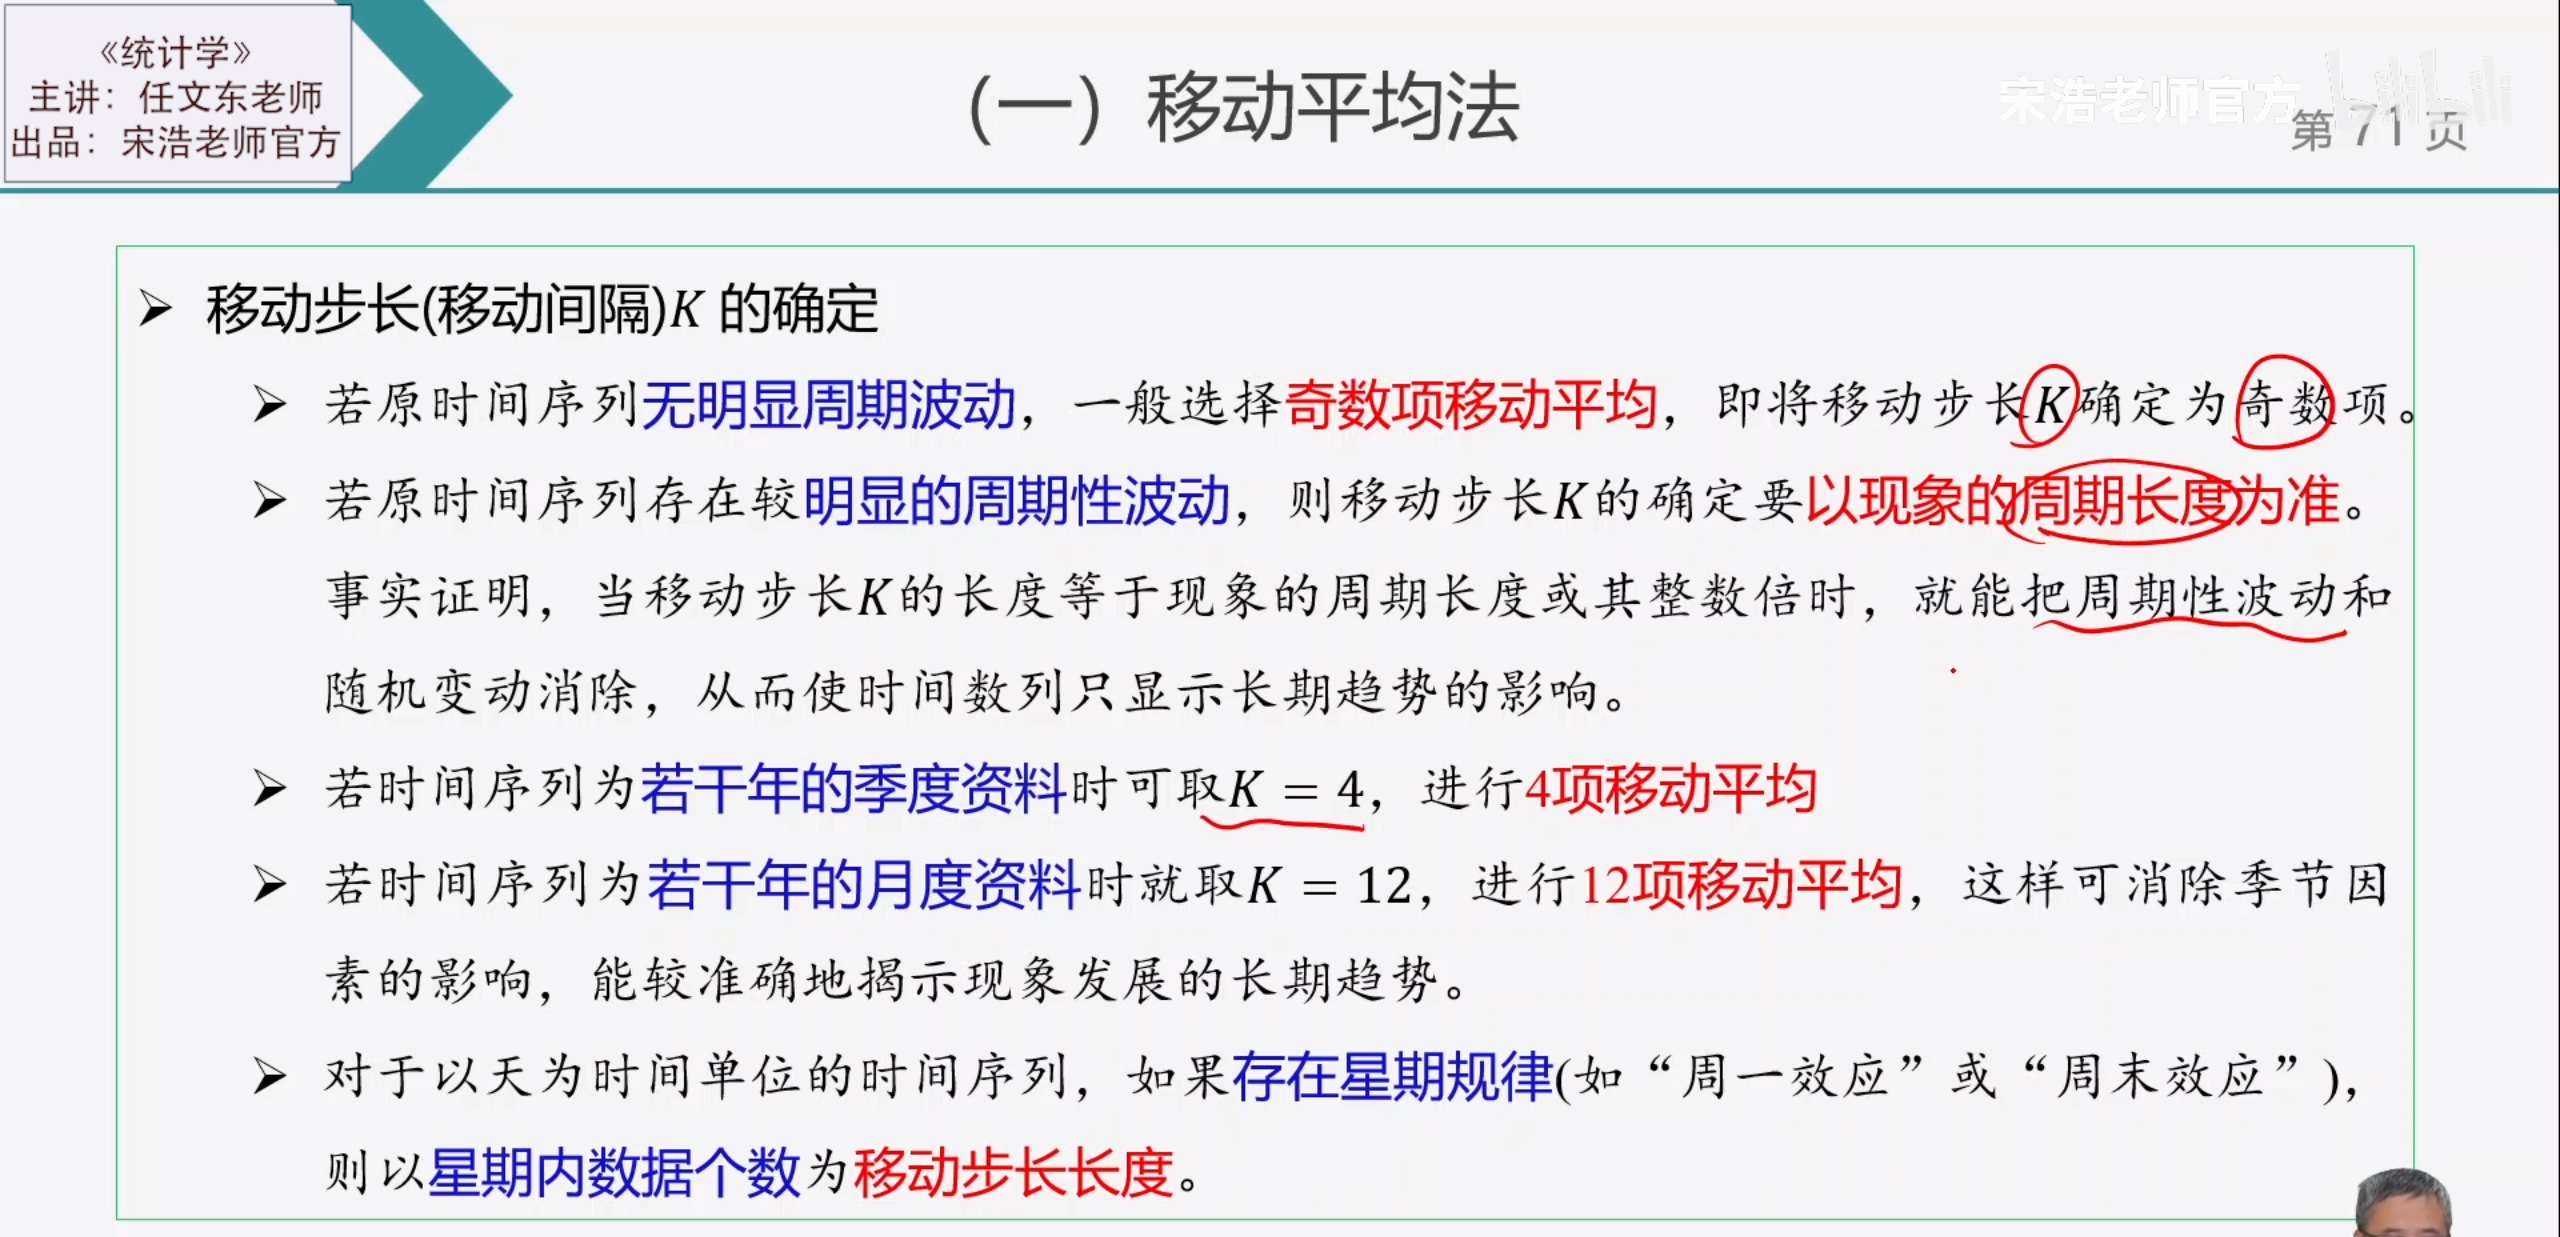 《统计学》
主讲：任文东老师
出品：宋浩老师官方
（一）移动平均法
宋浩老师官方 bilibili
第 71 页
➢ 移动步长(移动间隔)K 的确定
➢ 若原时间序列无明显周期波动，一般选择奇数项移动平均，即将移动步长K确定为奇数项。
➢ 若原时间序列存在较明显的周期性波动，则移动步长K的确定要以现象的周期长度为准。
事实证明，当移动步长K的长度等于现象的周期长度或其整数倍时，就能把周期性波动和
随机变动消除，从而使时间数列只显示长期趋势的影响。
➢ 若时间序列为若干年的季度资料时可取K = 4，进行4项移动平均
➢ 若时间序列为若干年的月度资料时就取K = 12，进行12项移动平均，这样可消除季节因
素的影响，能较准确地揭示现象发展的长期趋势。
➢ 对于以天为时间单位的时间序列，如果存在星期规律(如“周一效应”或“周末效应”)，
则以星期内数据个数为移动步长长度。